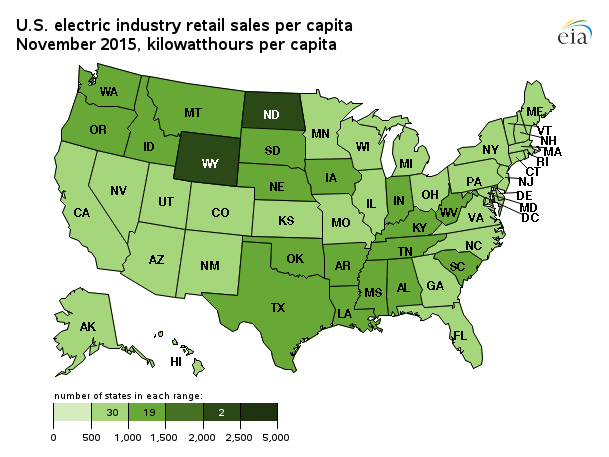 U.S. electric industry retail sales per capita
November 2015, kilowatthours per capita
eia
WA
MT
ND
MN
ME
OR
ID
SD
WI
VT
NH
WY
MI
NY
MA
RI
CT
NE
IA
PA
NJ
NV
UT
CO
IL
IN
OH
DE
MD
DC
CA
KS
MO
KY
WV
VA
AZ
NM
OK
AR
TN
NC
SC
TX
LA
MS
AL
GA
FL
AK
HI
number of states in each range:
30 19 2
0 500 1,000 1,500 2,000 2,500 5,000